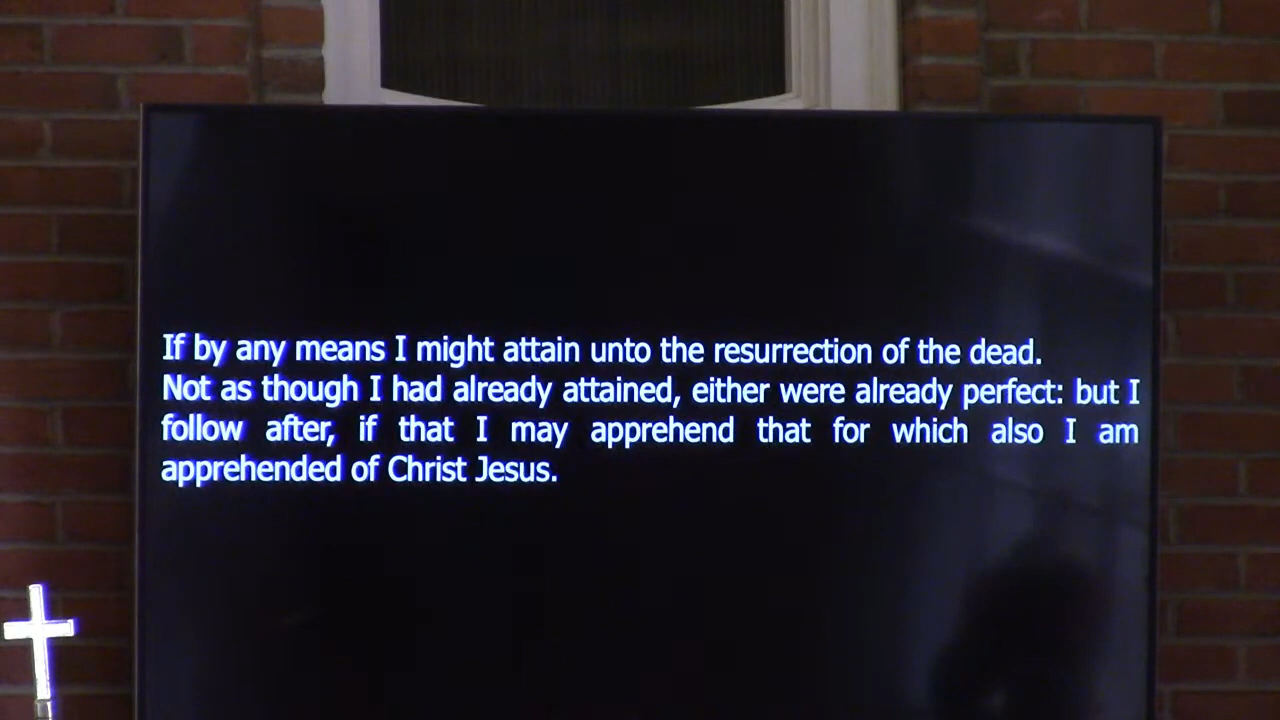 If by any means I might attain unto the resurrection of the dead.
Not as though I had already attained, either were already perfect: but I
follow after, if that I may apprehend that for which also I am
apprehended of Christ Jesus.